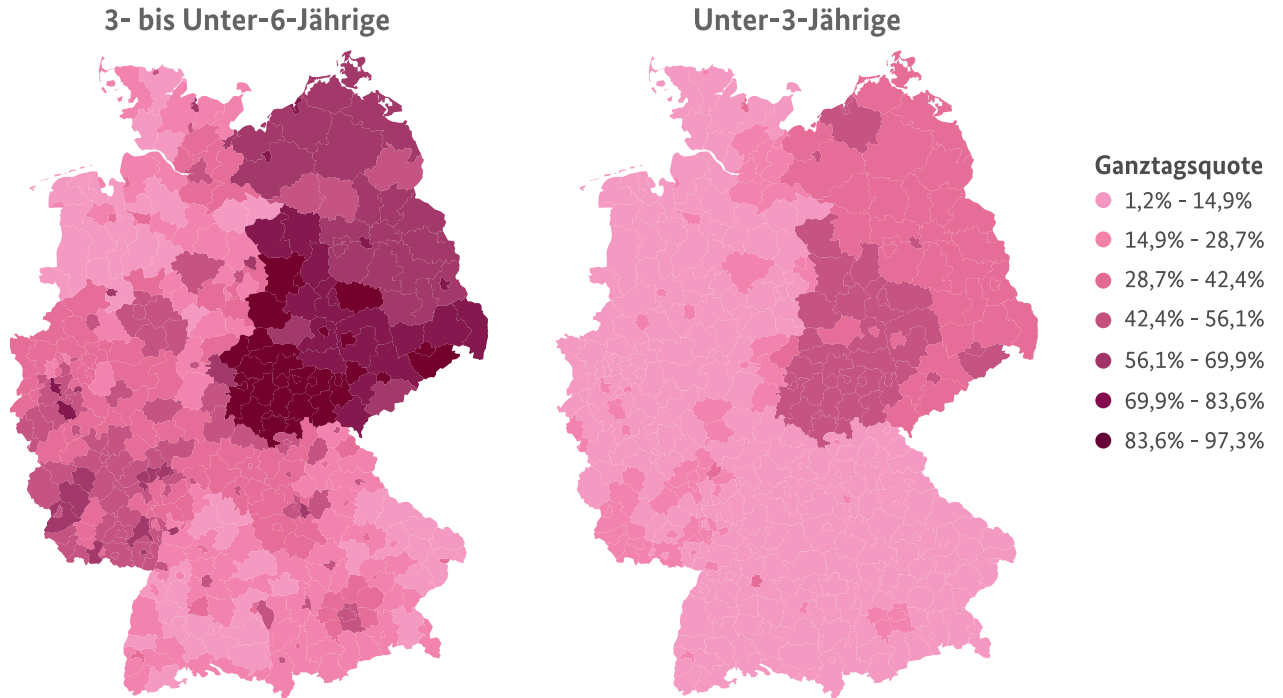 3- bis Unter-6-Jährige
Unter-3-Jährige
Ganztagsquote
1,2% - 14,9%
14,9% - 28,7%
28,7% - 42,4%
42,4% - 56,1%
56,1% - 69,9%
69,9% - 83,6%
83,6% - 97,3%